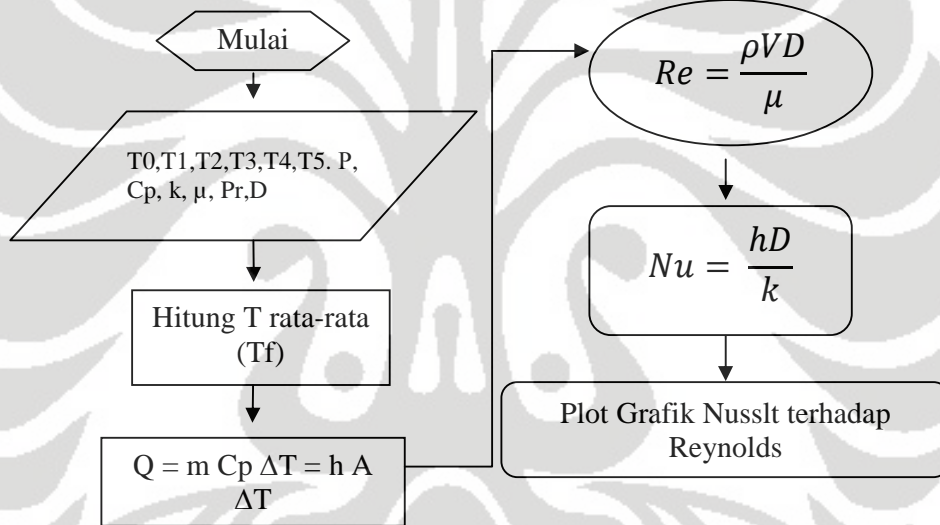 Mulai
T0,T1,T2,T3,T4,T5. P,
Cp, k, µ, Pr,D
Hitung T rata-rata
(Tf)
Q = m Cp ΔT = h A
ΔT
Re = ρVD / μ
Nu = hD / k
Plot Grafik Nusslt terhadap
Reynolds